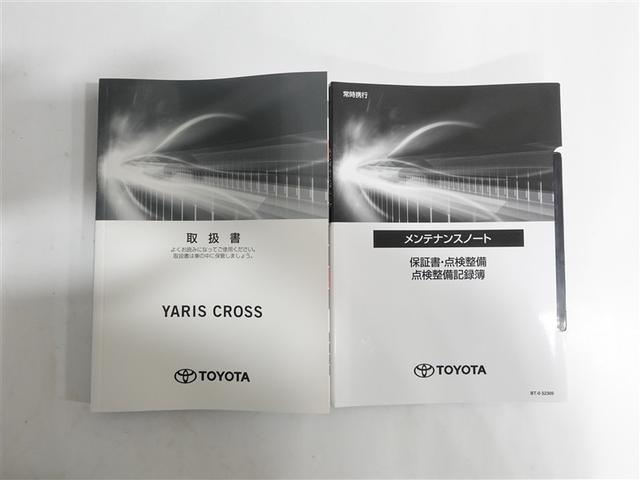 取扱書
よくお読みになってご使用ください。
取扱書は車の中に保管しましょう。
YARIS CROSS
TOYOTA
常時携行
メンテナンスノート
保証書・点検整備
点検整備記録簿
TOYOTA
BT-0 52309